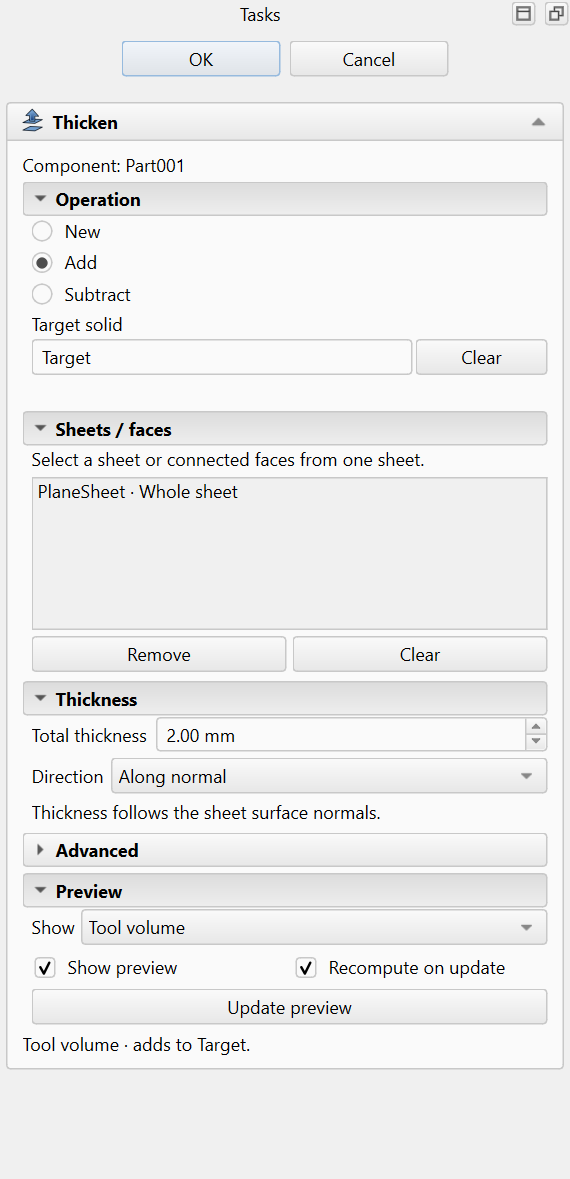 Tasks
OK Cancel
Thicken
Component: Part001
Operation
New
Add
Subtract
Target solid
Target Clear
Sheets / faces
Select a sheet or connected faces from one sheet.
PlaneSheet · Whole sheet
Remove Clear
Thickness
Total thickness 2.00 mm
Direction Along normal
Thickness follows the sheet surface normals.
Advanced
Preview
Show Tool volume
Show preview Recompute on update
Update preview
Tool volume · adds to Target.